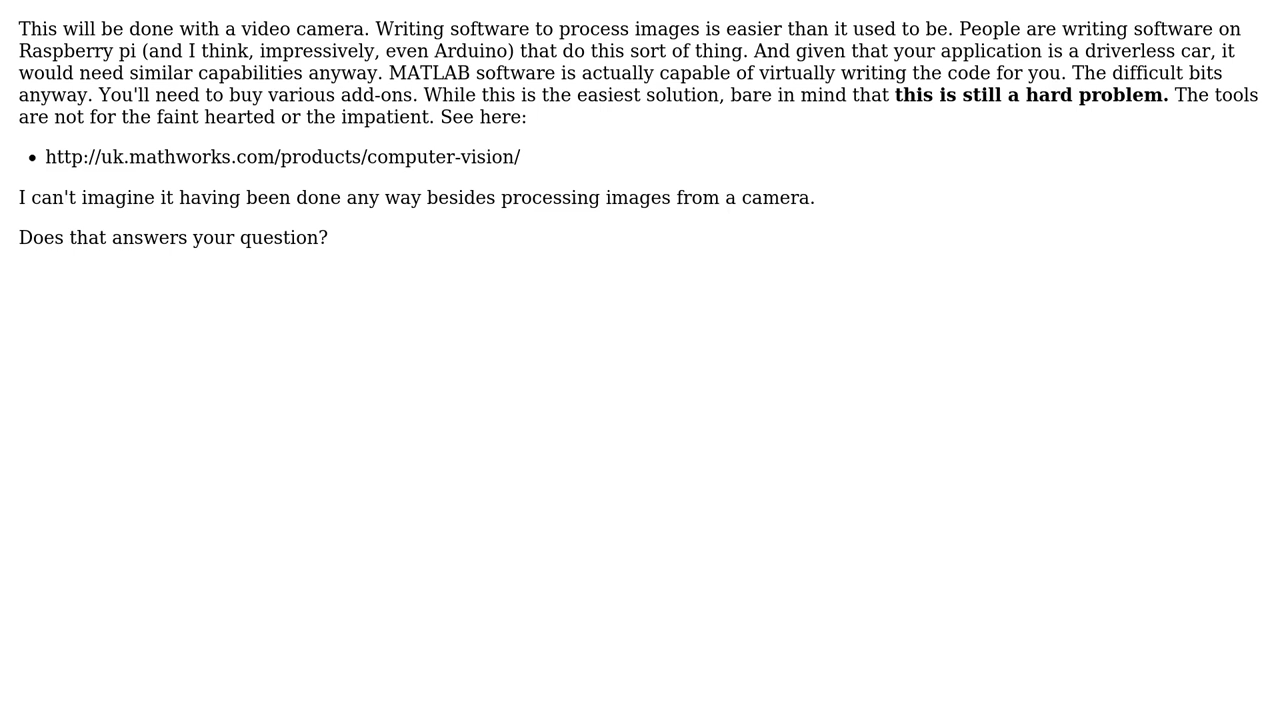 This will be done with a video camera. Writing software to process images is easier than it used to be. People are writing software on
Raspberry pi (and I think, impressively, even Arduino) that do this sort of thing. And given that your application is a driverless car, it
would need similar capabilities anyway. MATLAB software is actually capable of virtually writing the code for you. The difficult bits
anyway. You'll need to buy various add-ons. While this is the easiest solution, bare in mind that this is still a hard problem. The tools
are not for the faint hearted or the impatient. See here:
• http://uk.mathworks.com/products/computer-vision/
I can't imagine it having been done any way besides processing images from a camera.
Does that answers your question?